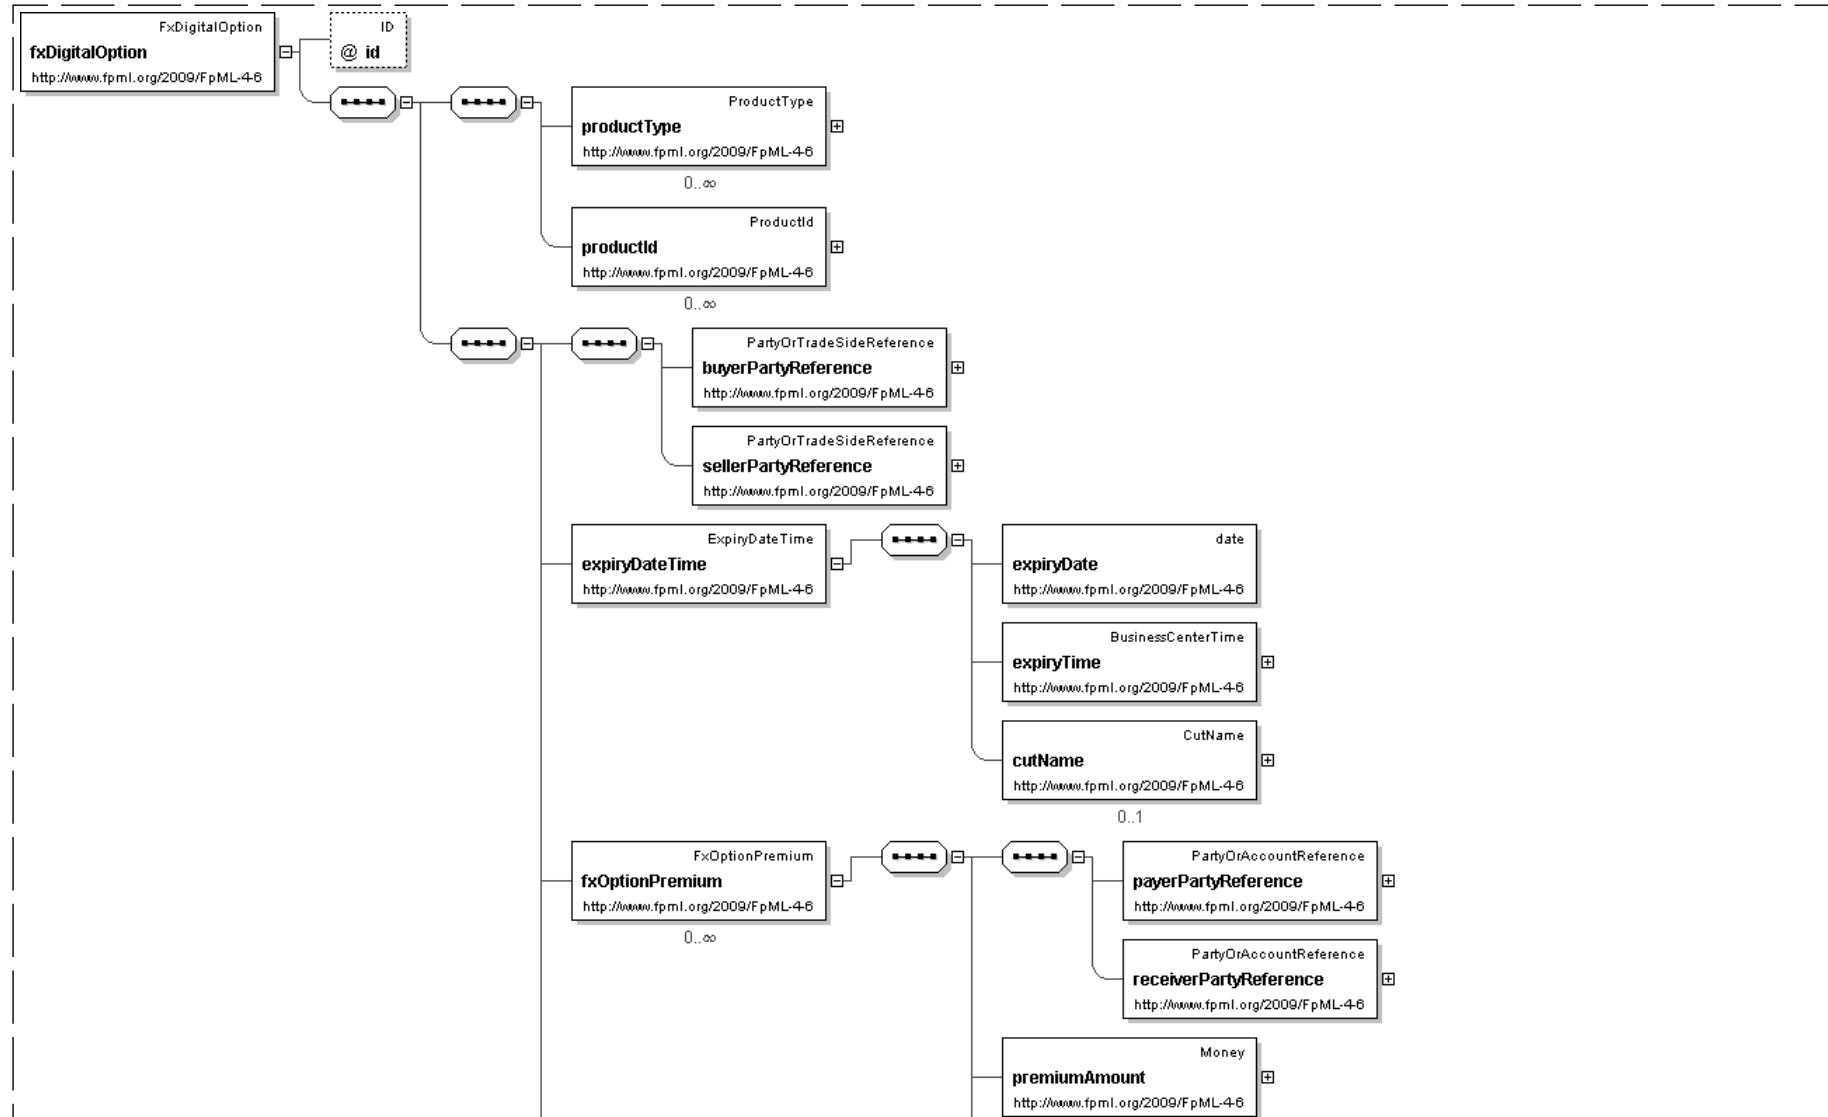 FxDigitalOption
fxDigitalOption
http://www.fpml.org/2009/FpML-4-6
ID
@ id
ProductType
productType
http://www.fpml.org/2009/FpML-4-6
0..∞
ProductId
productId
http://www.fpml.org/2009/FpML-4-6
0..∞
PartyOrTradeSideReference
buyerPartyReference
http://www.fpml.org/2009/FpML-4-6
PartyOrTradeSideReference
sellerPartyReference
http://www.fpml.org/2009/FpML-4-6
ExpiryDateTime
expiryDateTime
http://www.fpml.org/2009/FpML-4-6
date
expiryDate
http://www.fpml.org/2009/FpML-4-6
BusinessCenterTime
expiryTime
http://www.fpml.org/2009/FpML-4-6
CutName
cutName
http://www.fpml.org/2009/FpML-4-6
0..1
FxOptionPremium
fxOptionPremium
http://www.fpml.org/2009/FpML-4-6
0..∞
PartyOrAccountReference
payerPartyReference
http://www.fpml.org/2009/FpML-4-6
PartyOrAccountReference
receiverPartyReference
http://www.fpml.org/2009/FpML-4-6
Money
premiumAmount
http://www.fpml.org/2009/FpML-4-6